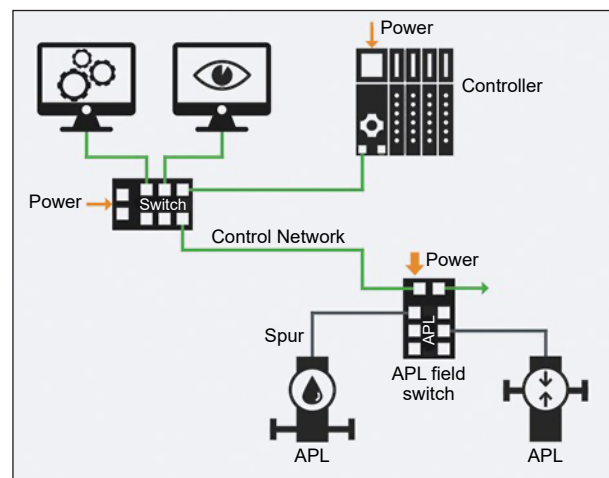 Power
Controller
Power
Switch
Control Network
Power
Spur
APL
APL field
switch
APL
APL